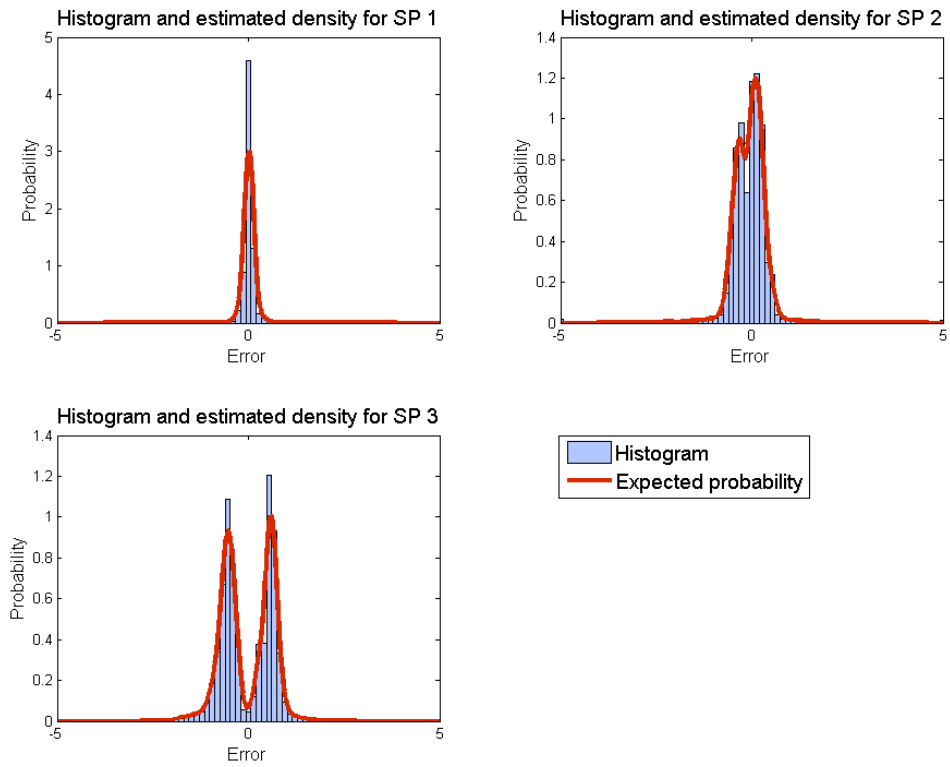 Histogram and estimated density for SP 1
5
4
3
2
1
0
-5
0
5
Probability
Error
Histogram and estimated density for SP 2
1.4
1.2
1
0.8
0.6
0.4
0.2
0
-5
0
5
Probability
Error
Histogram and estimated density for SP 3
1.4
1.2
1
0.8
0.6
0.4
0.2
0
-5
0
5
Probability
Error
Histogram
Expected probability